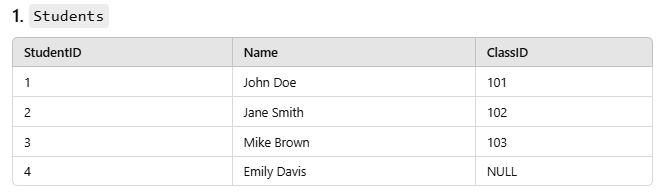 1. Students
StudentID Name ClassID
1 John Doe 101
2 Jane Smith 102
3 Mike Brown 103
4 Emily Davis NULL